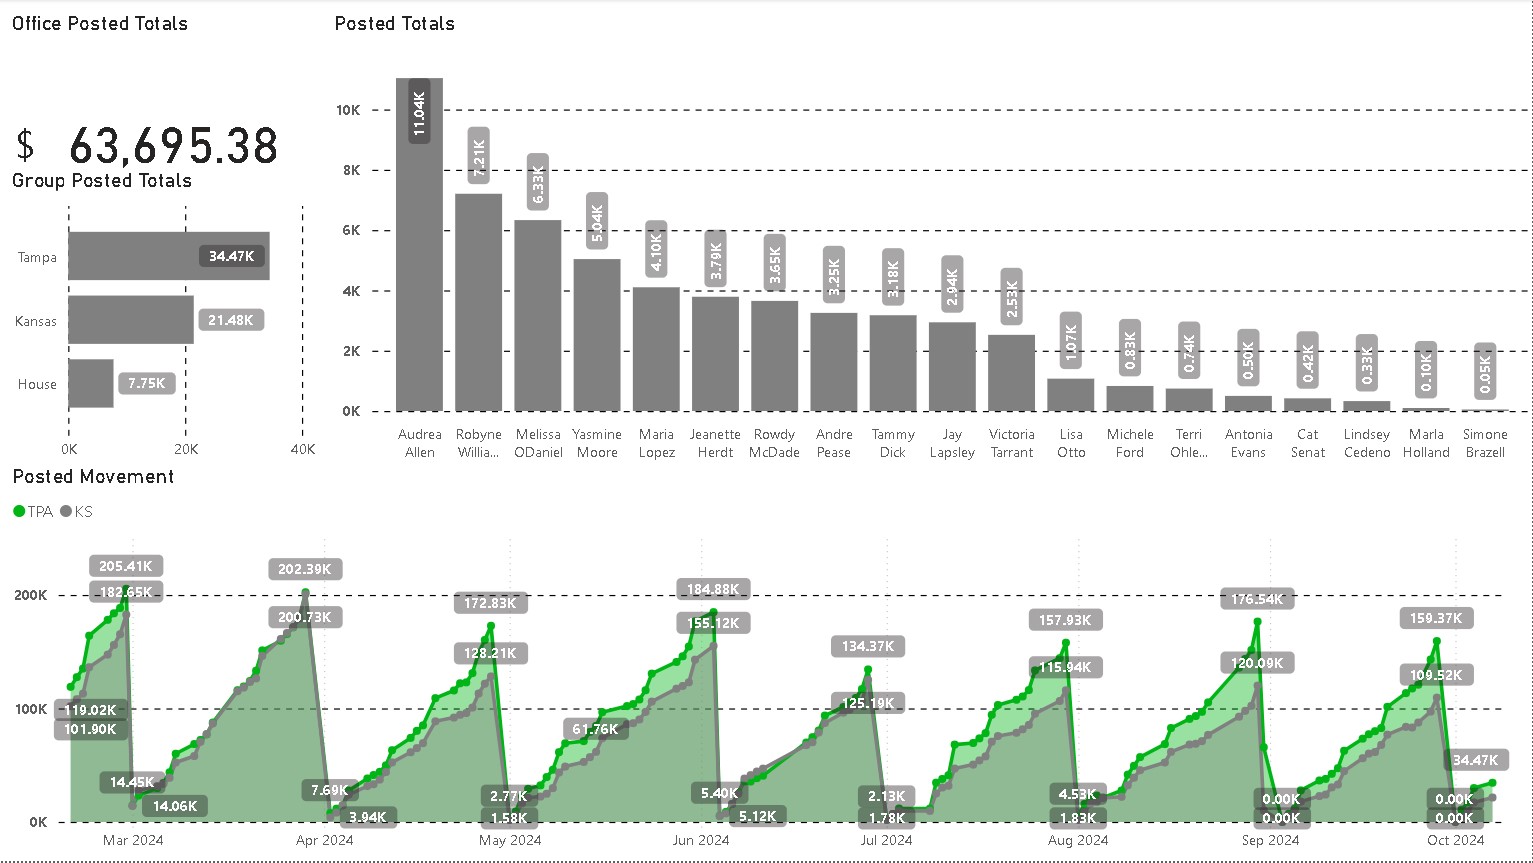 Office Posted Totals
$ 63,695.38
Group Posted Totals
Tampa 34.47K
Kansas 21.48K
House 7.75K
0K 20K 40K
Posted Totals
10K
8K
6K
4K
2K
0K
11.04K 7.21K 6.33K 5.04K 4.10K 3.79K 3.65K 3.25K 3.18K 2.94K 2.53K 1.07K 0.83K 0.74K 0.50K 0.42K 0.33K 0.10K 0.05K
Audrea Robyne Melissa Yasmine Maria Jeanette Rowdy Andre Tammy Jay Victoria Lisa Michele Terri Antonia Cat Lindsey Marla Simone
Allen Willia... ODaniel Moore Lopez Herdt McDade Pease Dick Lapsley Tarrant Otto Ford Ohle... Evans Senat Cedeno Holland Brazell
Posted Movement
TPA KS
200K
100K
0K
205.41K 202.39K 172.83K 184.88K 134.37K 157.93K 176.54K 159.37K
182.65K 200.73K 128.21K 155.12K 125.19K 115.94K 120.09K 109.52K
119.02K 61.76K 34.47K
101.90K
14.45K 7.69K 2.77K 5.40K 2.13K 4.53K 0.00K 0.00K
14.06K 3.94K 1.58K 5.12K 1.78K 1.83K 0.00K 0.00K
Mar 2024 Apr 2024 May 2024 Jun 2024 Jul 2024 Aug 2024 Sep 2024 Oct 2024